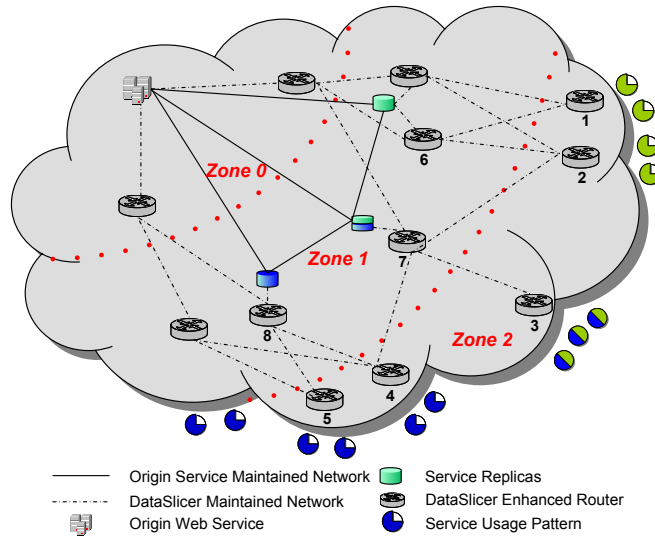 1
6
2
Zone 0
7
Zone 1
3
8
Zone 2
4
5
Origin Service Maintained Network
Service Replicas
DataSlicer Maintained Network
DataSlicer Enhanced Router
Origin Web Service
Service Usage Pattern